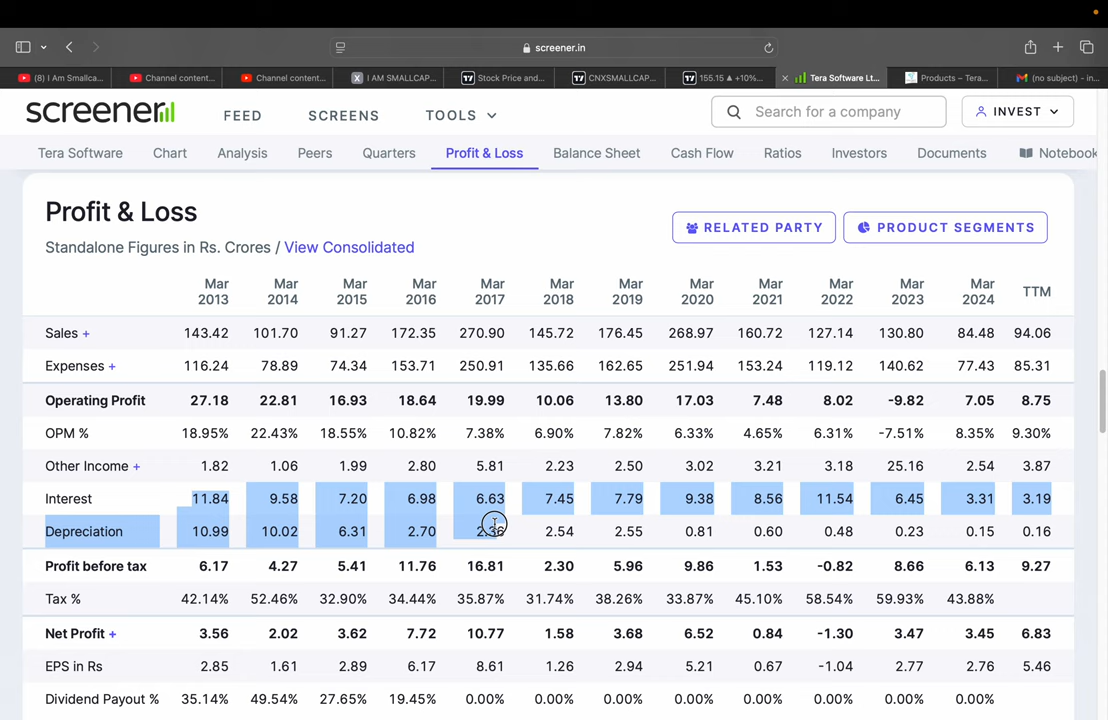 screener.in
(8) I Am Smallca...
Channel content...
Channel content...
X I AM SMALLCAP...
Stock Price and...
CNXSMALLCAP...
155.15 ▲ +10%...
Tera Software Lt...
Products – Tera...
(no subject) - in...
screener
FEED SCREENS TOOLS
Search for a company
INVEST
Tera Software Chart Analysis Peers Quarters Profit & Loss Balance Sheet Cash Flow Ratios Investors Documents Notebook
Profit & Loss
RELATED PARTY PRODUCT SEGMENTS
Standalone Figures in Rs. Crores / View Consolidated
Mar 2013 Mar 2014 Mar 2015 Mar 2016 Mar 2017 Mar 2018 Mar 2019 Mar 2020 Mar 2021 Mar 2022 Mar 2023 Mar 2024 TTM
Sales + 143.42 101.70 91.27 172.35 270.90 145.72 176.45 268.97 160.72 127.14 130.80 84.48 94.06
Expenses + 116.24 78.89 74.34 153.71 250.91 135.66 162.65 251.94 153.24 119.12 140.62 77.43 85.31
Operating Profit 27.18 22.81 16.93 18.64 19.99 10.06 13.80 17.03 7.48 8.02 -9.82 7.05 8.75
OPM % 18.95% 22.43% 18.55% 10.82% 7.38% 6.90% 7.82% 6.33% 4.65% 6.31% -7.51% 8.35% 9.30%
Other Income + 1.82 1.06 1.99 2.80 5.81 2.23 2.50 3.02 3.21 3.18 25.16 2.54 3.87
Interest 11.84 9.58 7.20 6.98 6.63 7.45 7.79 9.38 8.56 11.54 6.45 3.31 3.19
Depreciation 10.99 10.02 6.31 2.70 2.54 2.55 0.81 0.60 0.48 0.23 0.15 0.16
Profit before tax 6.17 4.27 5.41 11.76 16.81 2.30 5.96 9.86 1.53 -0.82 8.66 6.13 9.27
Tax % 42.14% 52.46% 32.90% 34.44% 35.87% 31.74% 38.26% 33.87% 45.10% 58.54% 59.93% 43.88%
Net Profit + 3.56 2.02 3.62 7.72 10.77 1.58 3.68 6.52 0.84 -1.30 3.47 3.45 6.83
EPS in Rs 2.85 1.61 2.89 6.17 8.61 1.26 2.94 5.21 0.67 -1.04 2.77 2.76 5.46
Dividend Payout % 35.14% 49.54% 27.65% 19.45% 0.00% 0.00% 0.00% 0.00% 0.00% 0.00% 0.00% 0.00%